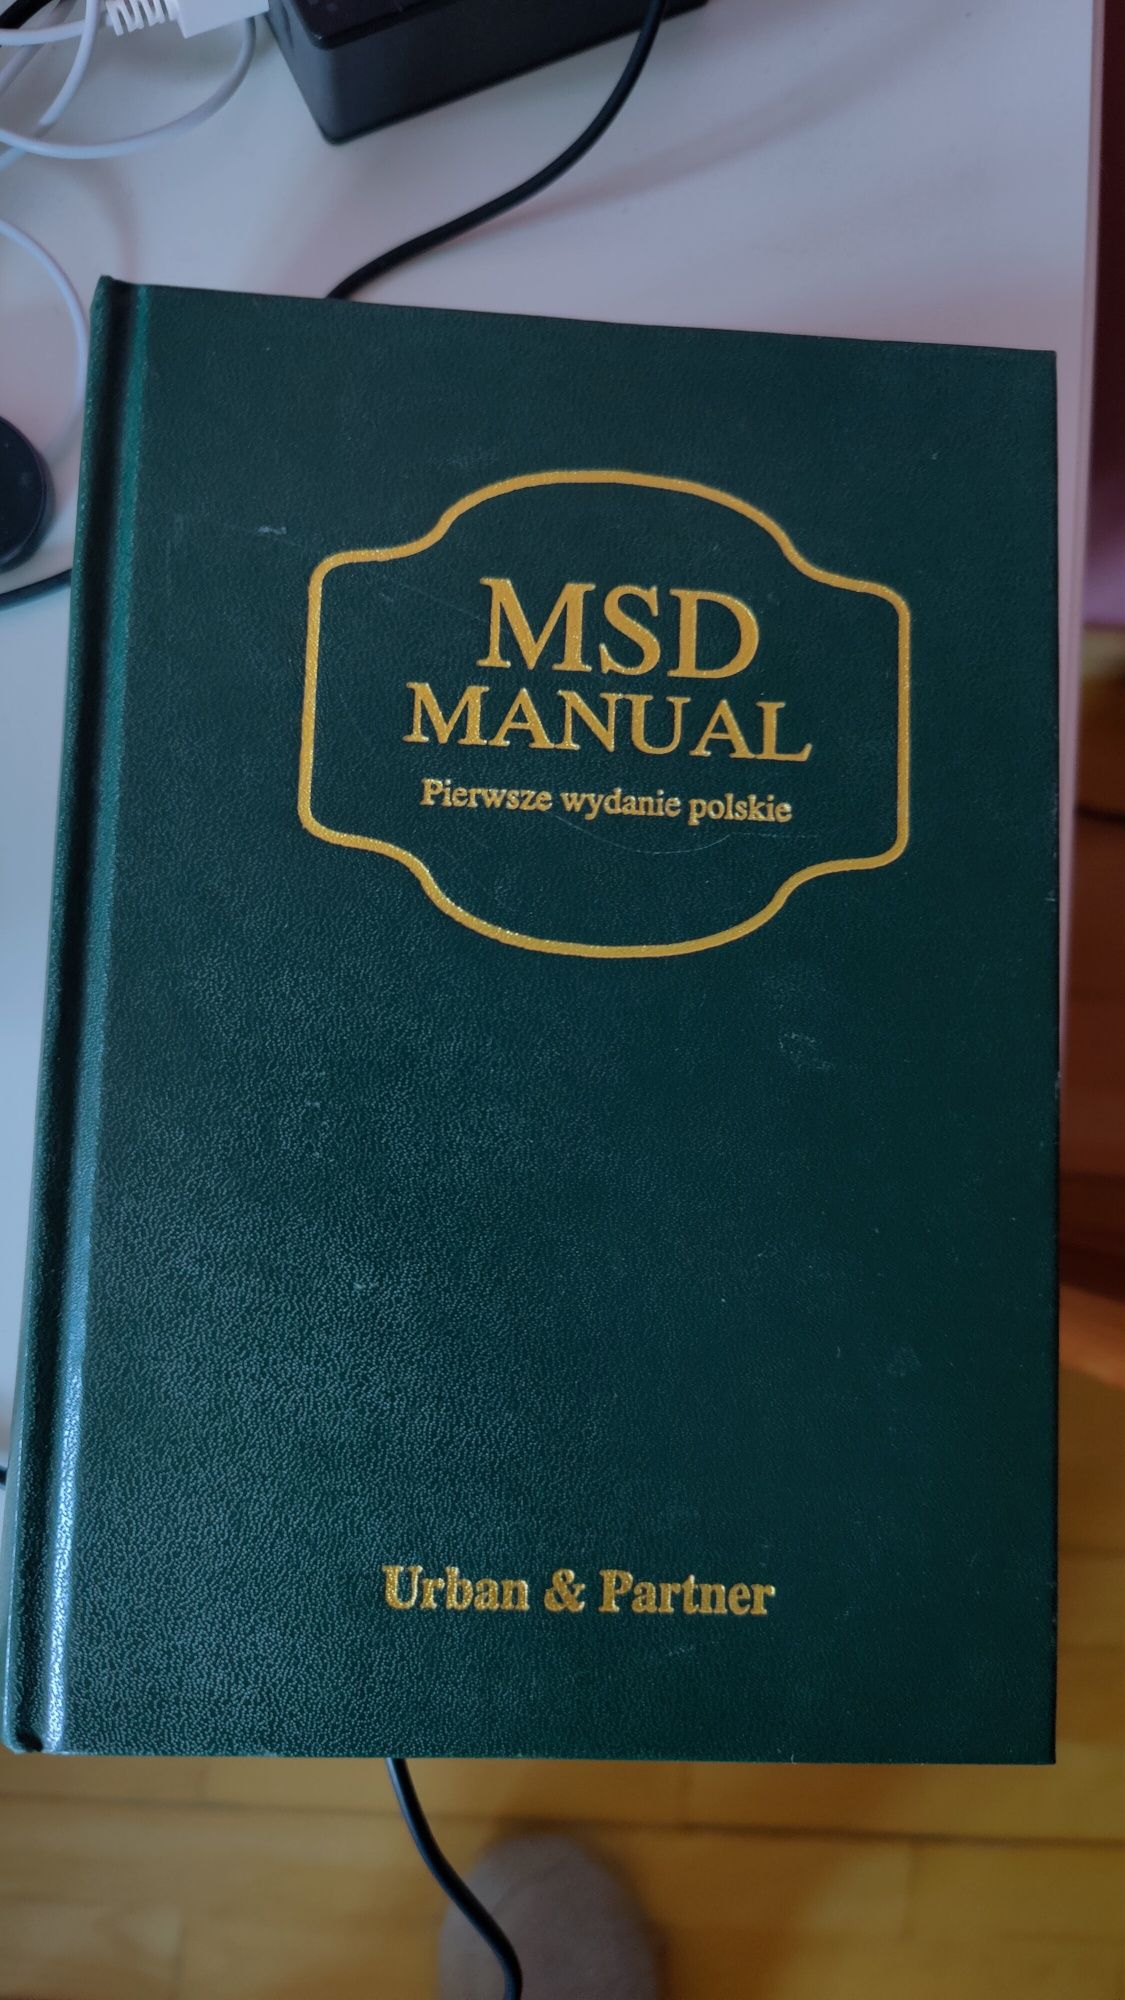 MSD
MANUAL
Pierwsze wydanie polskie
Urban & Partner